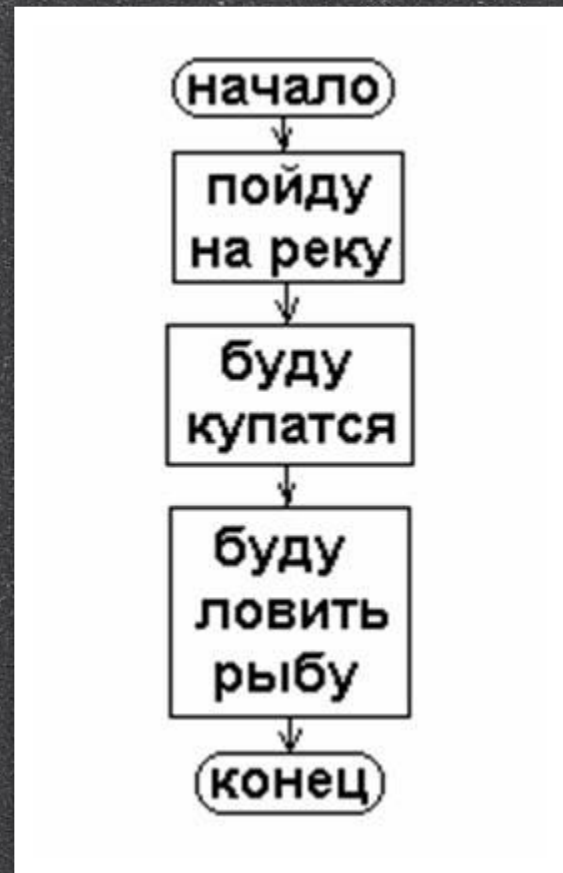 начало
пойду
на реку
буду
купатся
буду
ловить
рыбу
конец